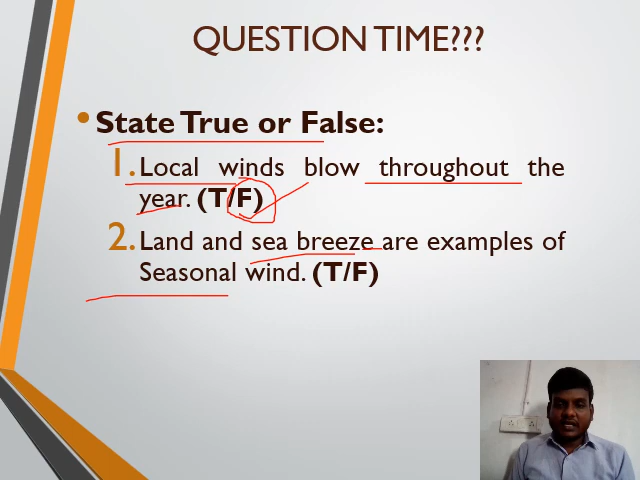 QUESTION TIME???
• State True or False:
1. Local winds blow throughout the
year. (T/F)
2. Land and sea breeze are examples of
Seasonal wind. (T/F)